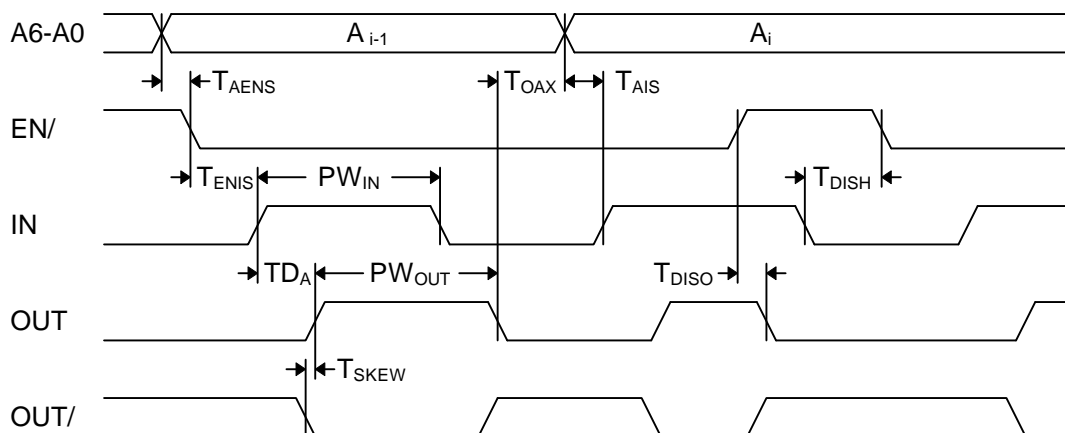 A6-A0 A i-1 Ai
TAENS TOAX TAIS
EN/
TENIS PWIN TDISH
IN
TDA PWOUT TDISO
OUT
TSKEW
OUT/